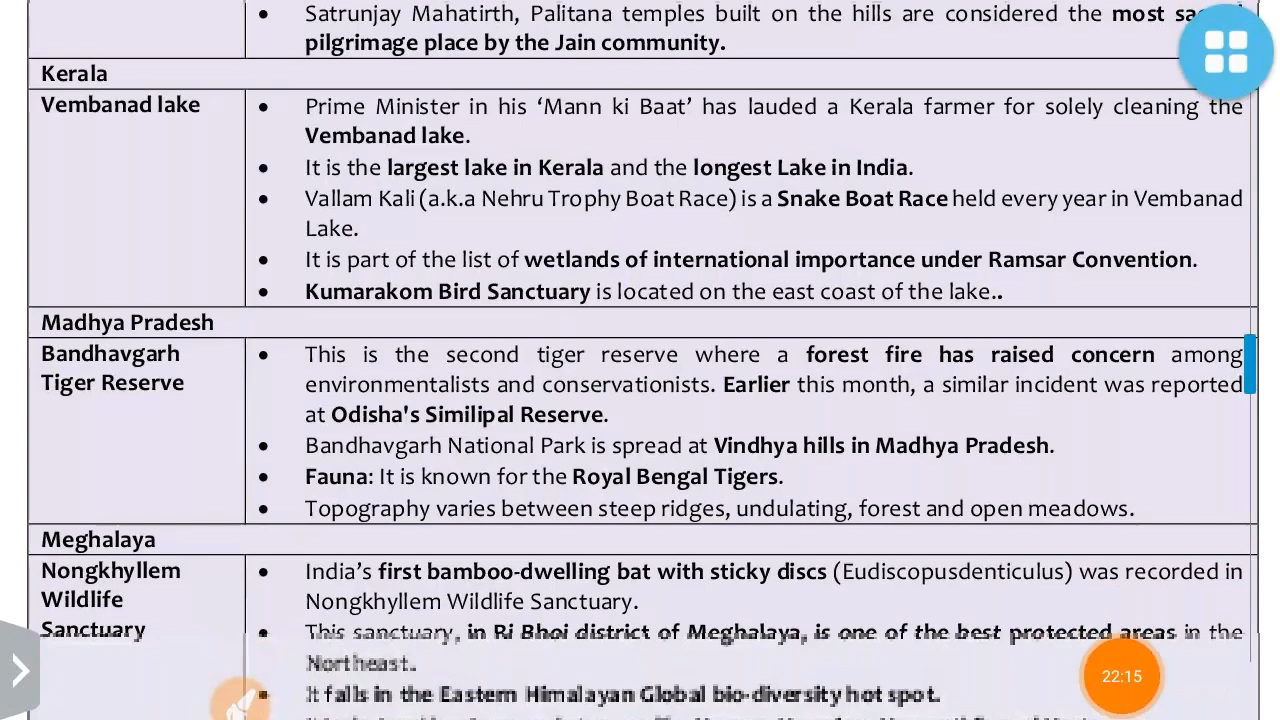 • Satrunjay Mahatirth, Palitana temples built on the hills are considered the most
pilgrimage place by the Jain community.
Kerala
Vembanad lake
• Prime Minister in his ‘Mann ki Baat’ has lauded a Kerala farmer for solely cleaning the
Vembanad lake.
• It is the largest lake in Kerala and the longest Lake in India.
• Vallam Kali (a.k.a Nehru Trophy Boat Race) is a Snake Boat Race held every year in Vembanad
Lake.
• It is part of the list of wetlands of international importance under Ramsar Convention.
• Kumarakom Bird Sanctuary is located on the east coast of the lake..
Madhya Pradesh
Bandhavgarh
Tiger Reserve
• This is the second tiger reserve where a forest fire has raised concern among
environmentalists and conservationists. Earlier this month, a similar incident was reported
at Odisha's Similipal Reserve.
• Bandhavgarh National Park is spread at Vindhya hills in Madhya Pradesh.
• Fauna: It is known for the Royal Bengal Tigers.
• Topography varies between steep ridges, undulating, forest and open meadows.
Meghalaya
Nongkhyllem
Wildlife
Sanctuary
• India’s first bamboo-dwelling bat with sticky discs (Eudiscopusdenticulus) was recorded in
Nongkhyllem Wildlife Sanctuary.
• This sanctuary, in Ri Bhoi district of Meghalaya, is one of the best protected areas in the
Northeast.
• It falls in the Eastern Himalayan Global bio-diversity hot spot.
22:15